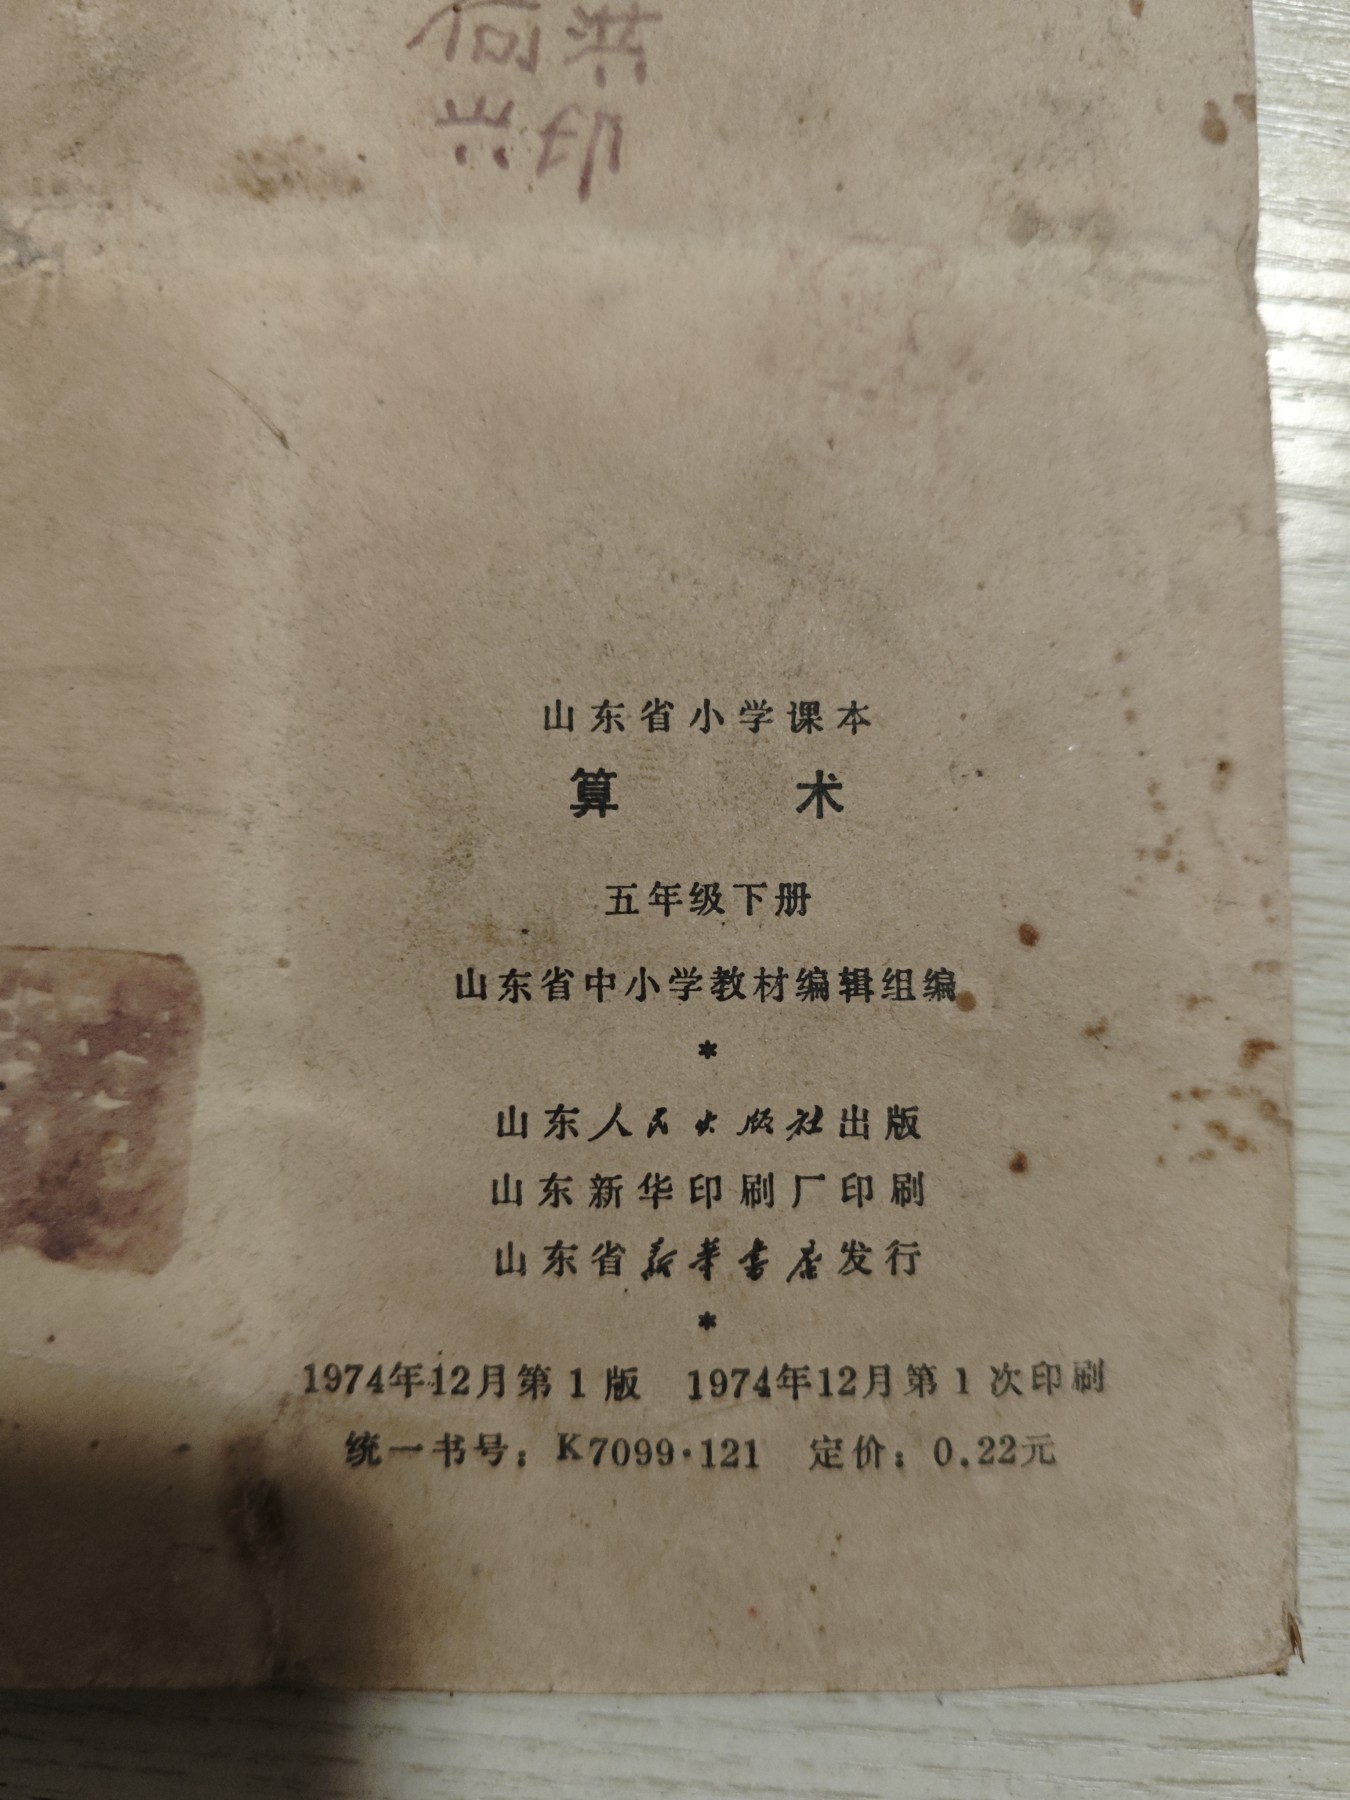 山东省小学课本
算术
五年级下册
山东省中小学教材编辑组编
*
山东人民出版社出版
山东新华印刷厂印刷
山东省新华书店发行
*
1974年12月第1版 1974年12月第1次印刷
统一书号：K7099·121 定价：0.22元